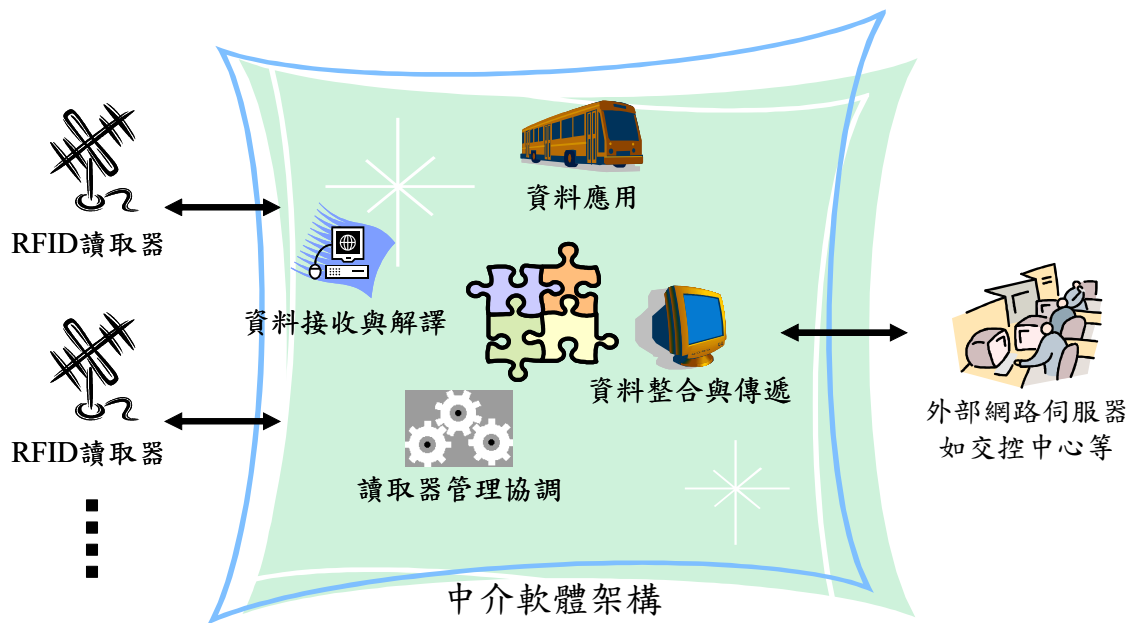 資料應用
RFID讀取器
資料接收與解譯
資料整合與傳遞
外部網路伺服器
如交控中心等
RFID讀取器
讀取器管理協調
中介軟體架構